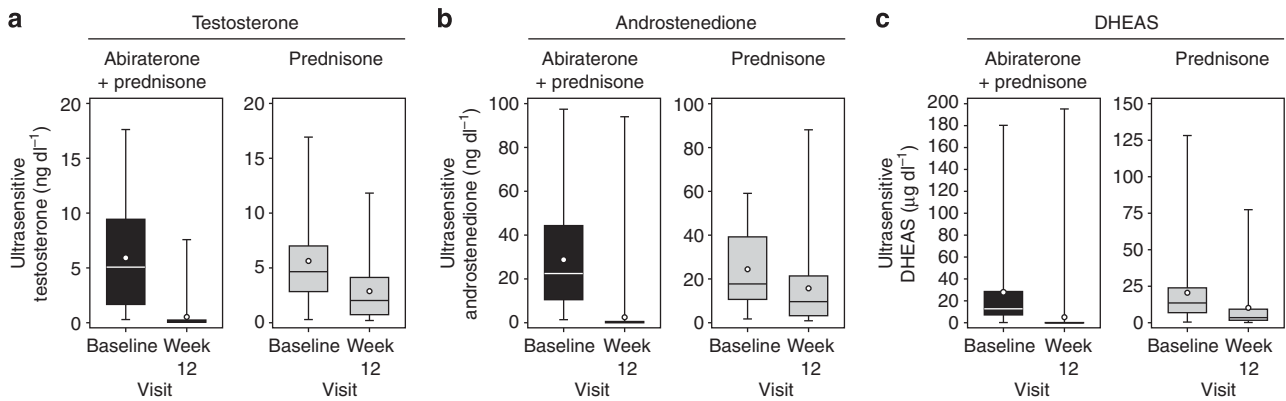 a
Testosterone
Abiraterone
+ prednisone
Prednisone
Ultrasensitive
testosterone (ng dl⁻¹)
20
15
10
5
0
Baseline Week
12
Visit
20
15
10
5
0
Baseline Week
12
Visit
b
Androstenedione
Abiraterone
+ prednisone
Prednisone
Ultrasensitive
androstenedione (ng dl⁻¹)
100
80
60
40
20
0
Baseline Week
12
Visit
100
80
60
40
20
0
Baseline Week
12
Visit
c
DHEAS
Abiraterone
+ prednisone
Prednisone
Ultrasensitive
DHEAS (μg dl⁻¹)
200
180
160
140
120
100
80
60
40
20
0
Baseline Week
12
Visit
150
125
100
75
50
25
0
Baseline Week
12
Visit